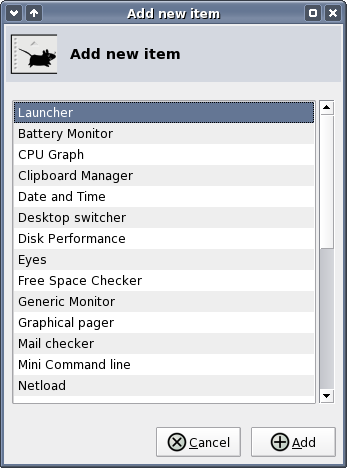 Add new item
Add new item
Launcher
Battery Monitor
CPU Graph
Clipboard Manager
Date and Time
Desktop switcher
Disk Performance
Eyes
Free Space Checker
Generic Monitor
Graphical pager
Mail checker
Mini Command line
Netload
Cancel
Add